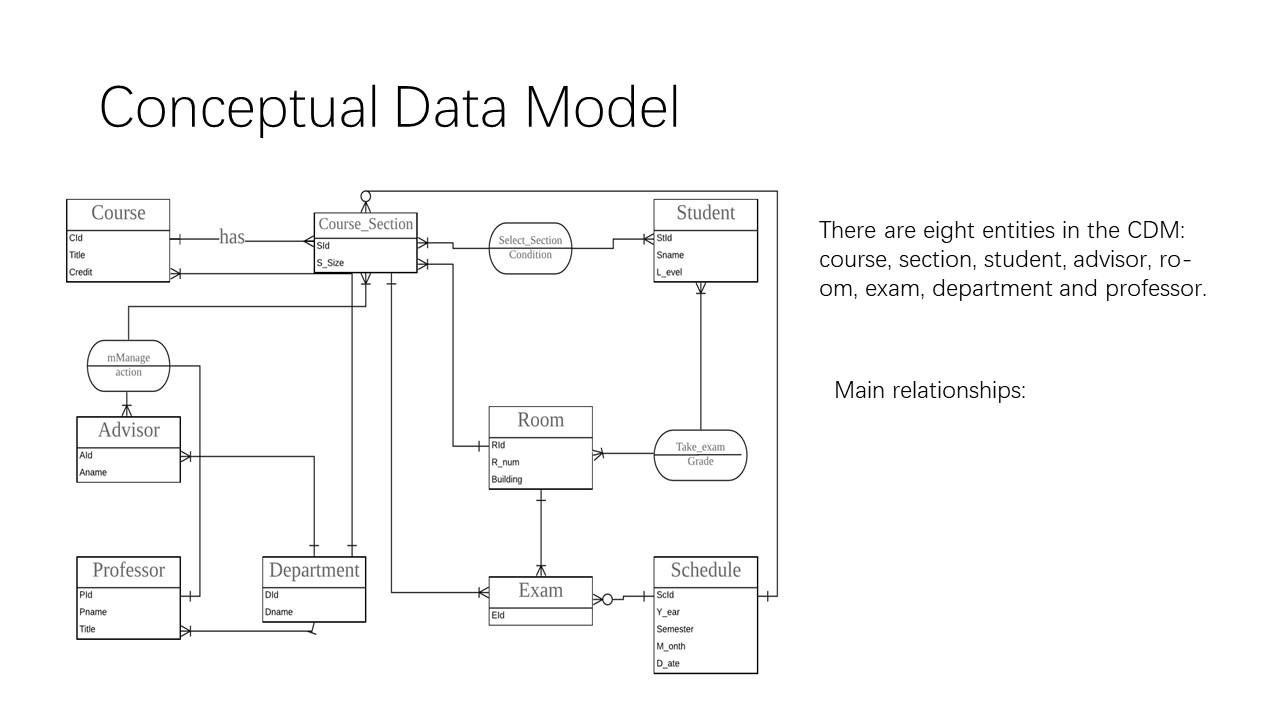 Conceptual Data Model
Course
CId
Title
Credit
has
Course_Section
SId
S_Size
Select_Section
Condition
Student
StId
Sname
L_evel
There are eight entities in the CDM:
course, section, student, advisor, ro-
om, exam, department and professor.
Main relationships:
mManage
action
Advisor
AId
Aname
Room
RId
R_num
Building
Take_exam
Grade
Professor
PId
Pname
Title
Department
DId
Dname
Exam
EId
Schedule
ScId
Y_ear
Semester
M_onth
D_ate